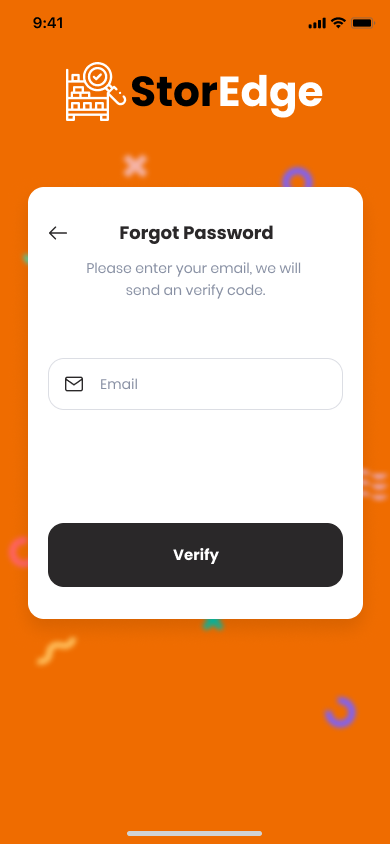 9:41
StorEdge
Forgot Password
Please enter your email, we will
send an verify code.
Email
Verify